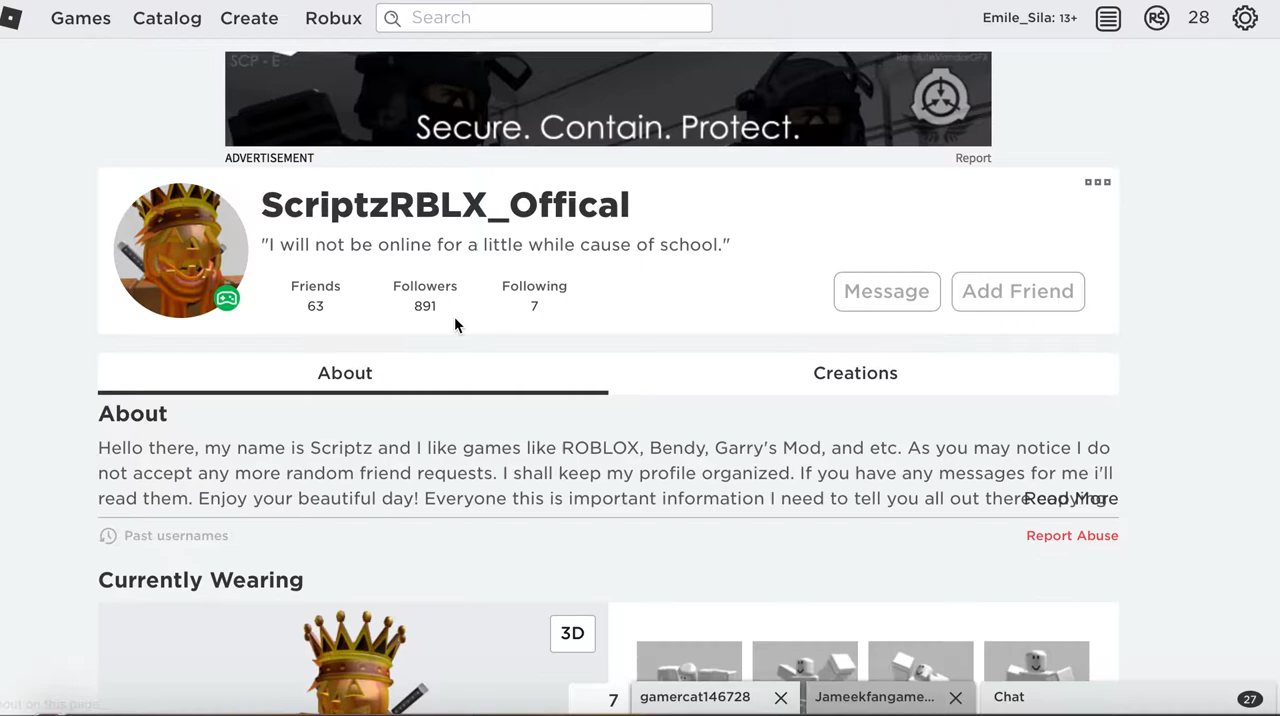 Games Catalog Create Robux Search Emile_Sila: 13+ 28
SCP - E
Secure. Contain. Protect.
ADVERTISEMENT Report
ScriptzRBLX_Offical
"I will not be online for a little while cause of school."
Friends Followers Following
63 891 7
Message Add Friend
About Creations
About
Hello there, my name is Scriptz and I like games like ROBLOX, Bendy, Garry's Mod, and etc. As you may notice I do
not accept any more random friend requests. I shall keep my profile organized. If you have any messages for me i'll
read them. Enjoy your beautiful day! Everyone this is important information I need to tell you all out there Read More
Past usernames Report Abuse
Currently Wearing
3D
7 gamercat146728 Jameekfangame... Chat 27